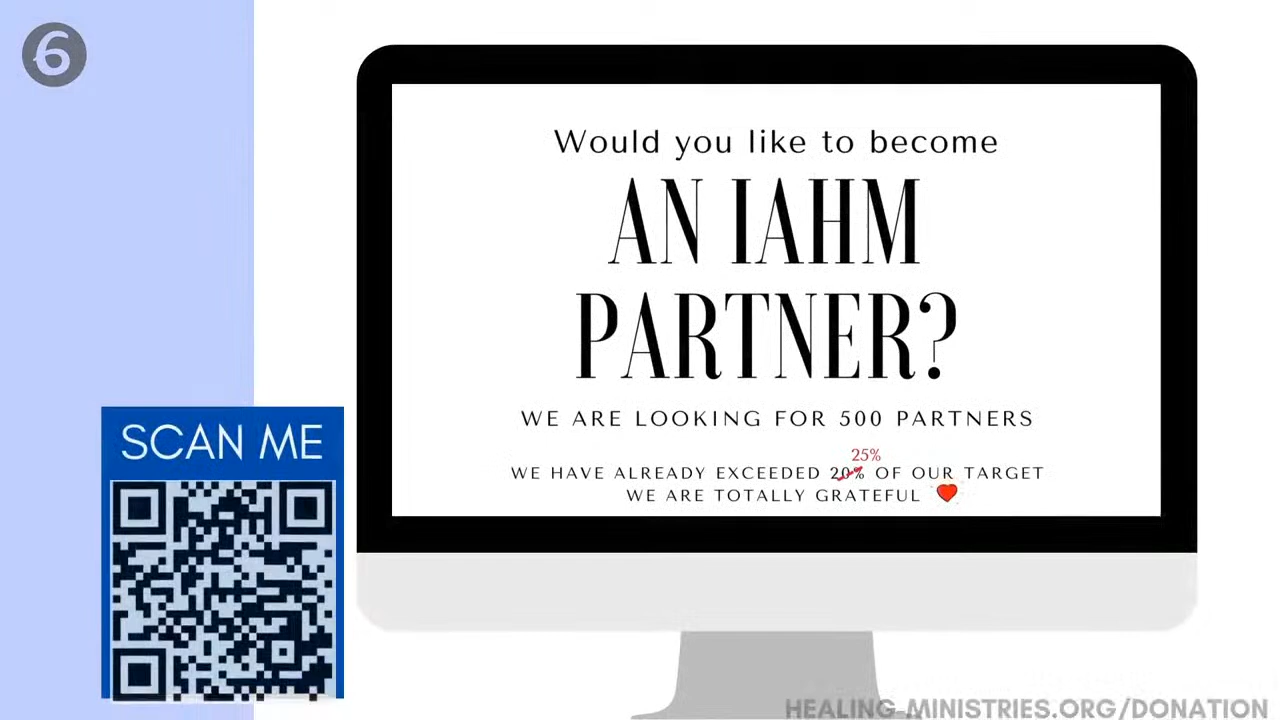 6
Would you like to become
AN IAHM
PARTNER?
WE ARE LOOKING FOR 500 PARTNERS
25%
WE HAVE ALREADY EXCEEDED 20% OF OUR TARGET
WE ARE TOTALLY GRATEFUL ❤
SCAN ME
HEALING-MINISTRIES.ORG/DONATION